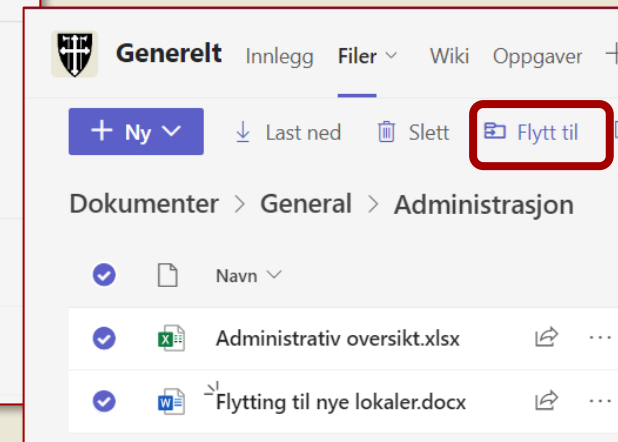 Generelt Innlegg Filer Wiki Oppgaver
Ny Last ned Slett Flytt til
Dokumenter > General > Administrasjon
Navn
Administrativ oversikt.xlsx
Flytting til nye lokaler.docx